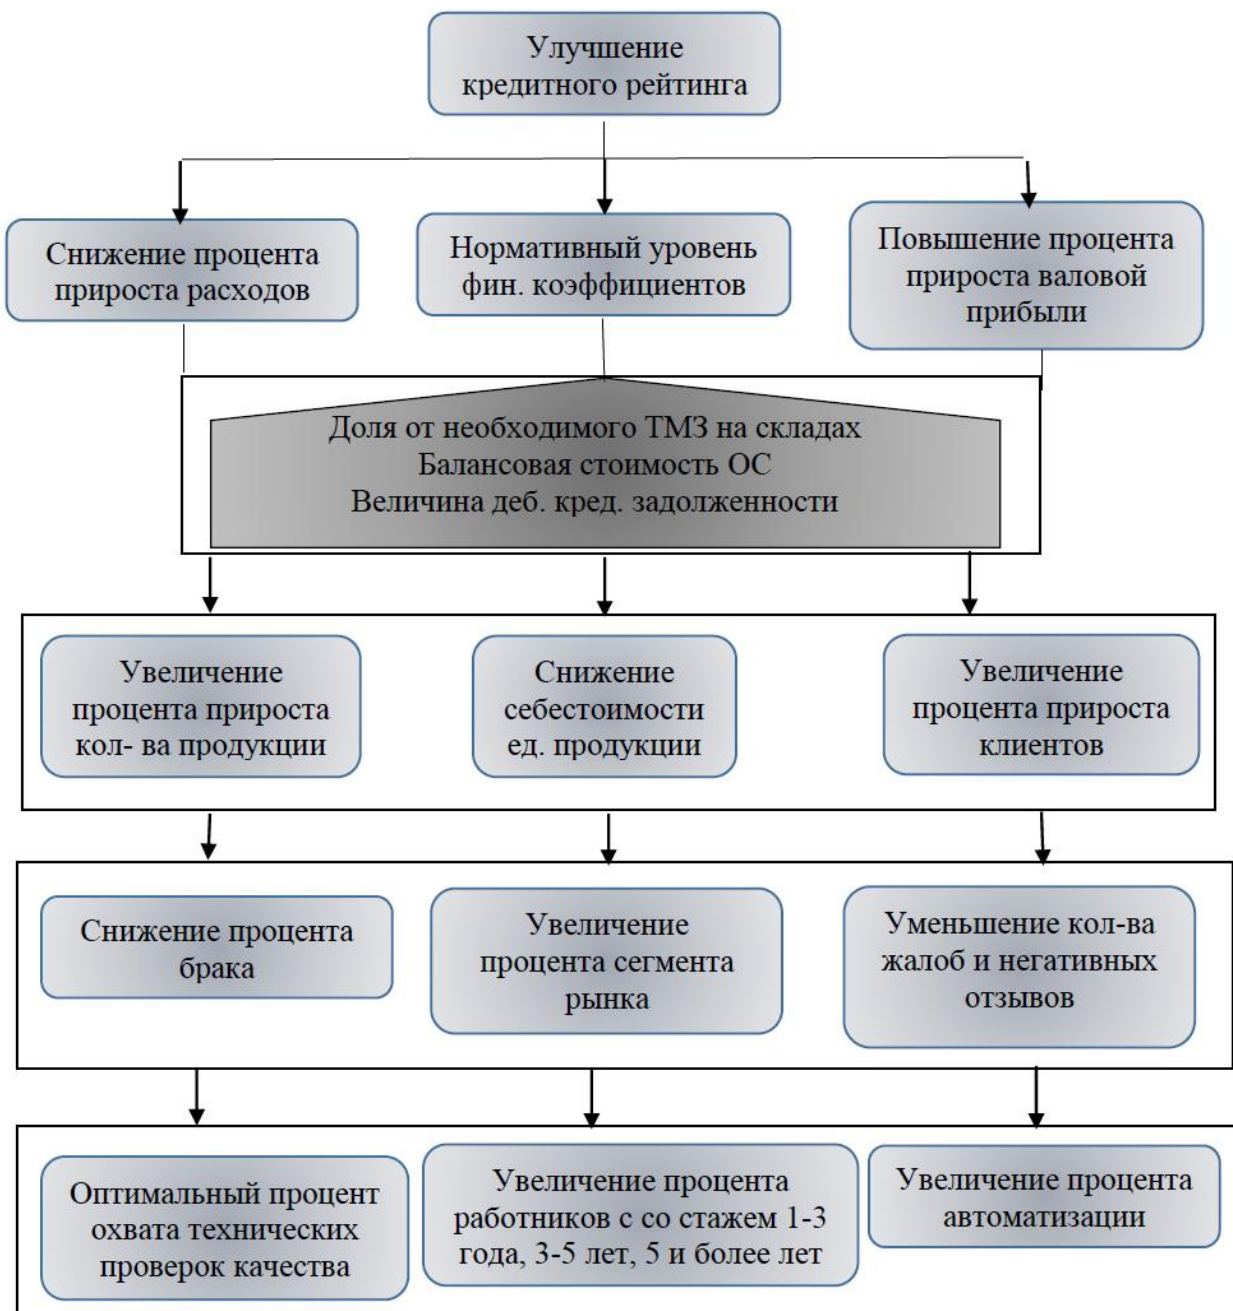 Улучшение
кредитного рейтинга
Снижение процента
прироста расходов
Нормативный уровень
фин. коэффициентов
Повышение процента
прироста валовой
прибыли
Доля от необходимого ТМЗ на складах
Балансовая стоимость ОС
Величина деб. кред. задолженности
Увеличение
процента прироста
кол- ва продукции
Снижение
себестоимости
ед. продукции
Увеличение
процента прироста
клиентов
Снижение процента
брака
Увеличение
процента сегмента
рынка
Уменьшение кол-ва
жалоб и негативных
отзывов
Оптимальный процент
охвата технических
проверок качества
Увеличение процента
работников с со стажем 1-3
года, 3-5 лет, 5 и более лет
Увеличение процента
автоматизации